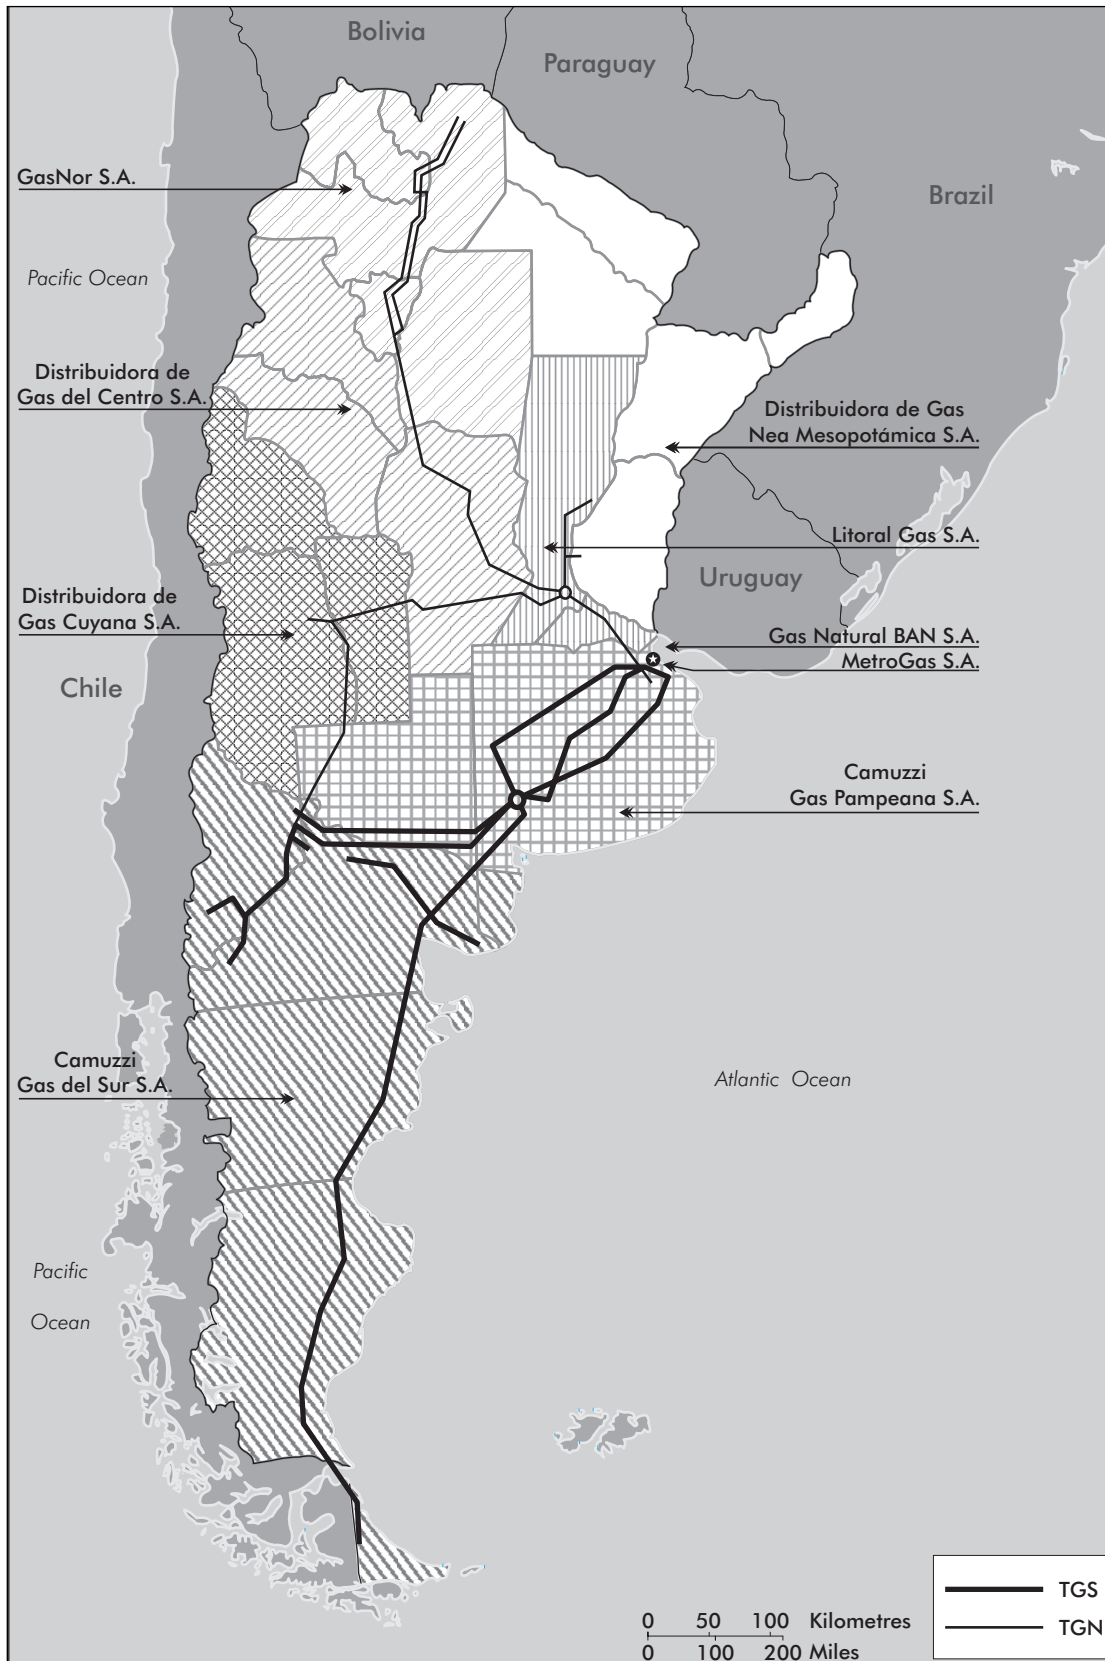 Bolivia
Paraguay
GasNor S.A.
Brazil
Pacific Ocean
Distribuidora de
Gas del Centro S.A.
Distribuidora de Gas
Nea Mesopotámica S.A.
Litoral Gas S.A.
Uruguay
Distribuidora de
Gas Cuyana S.A.
Gas Natural BAN S.A.
MetroGas S.A.
Chile
Camuzzi
Gas Pampeana S.A.
Camuzzi
Gas del Sur S.A.
Atlantic Ocean
Pacific
Ocean
TGS
TGN
0 50 100 Kilometres
0 100 200 Miles